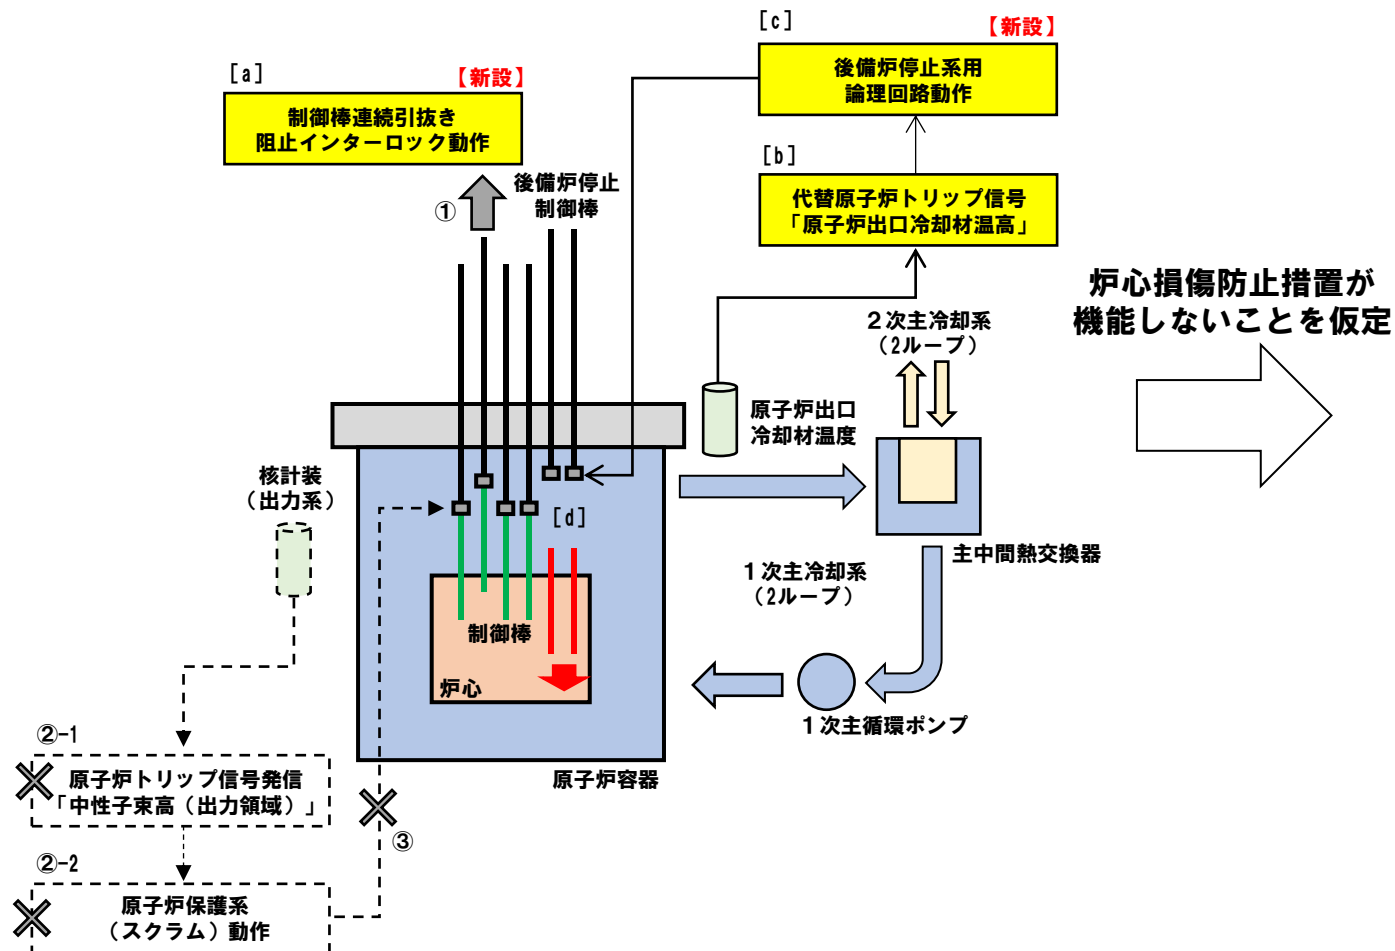 [c]
【新設】
後備炉停止系用
論理回路動作
[a]
【新設】
制御棒連続引抜き
阻止インターロック動作
[b]
代替原子炉トリップ信号
「原子炉出口冷却材温高」
①
後備炉停止
制御棒
炉心損傷防止措置が
機能しないことを仮定
２次主冷却系
（2ループ）
原子炉出口
冷却材温度
核計装
（出力系）
[d]
主中間熱交換器
１次主冷却系
（2ループ）
制御棒
炉心
１次主循環ポンプ
原子炉容器
②-1
原子炉トリップ信号発信
「中性子束高（出力領域）」
③
②-2
原子炉保護系
（スクラム）動作